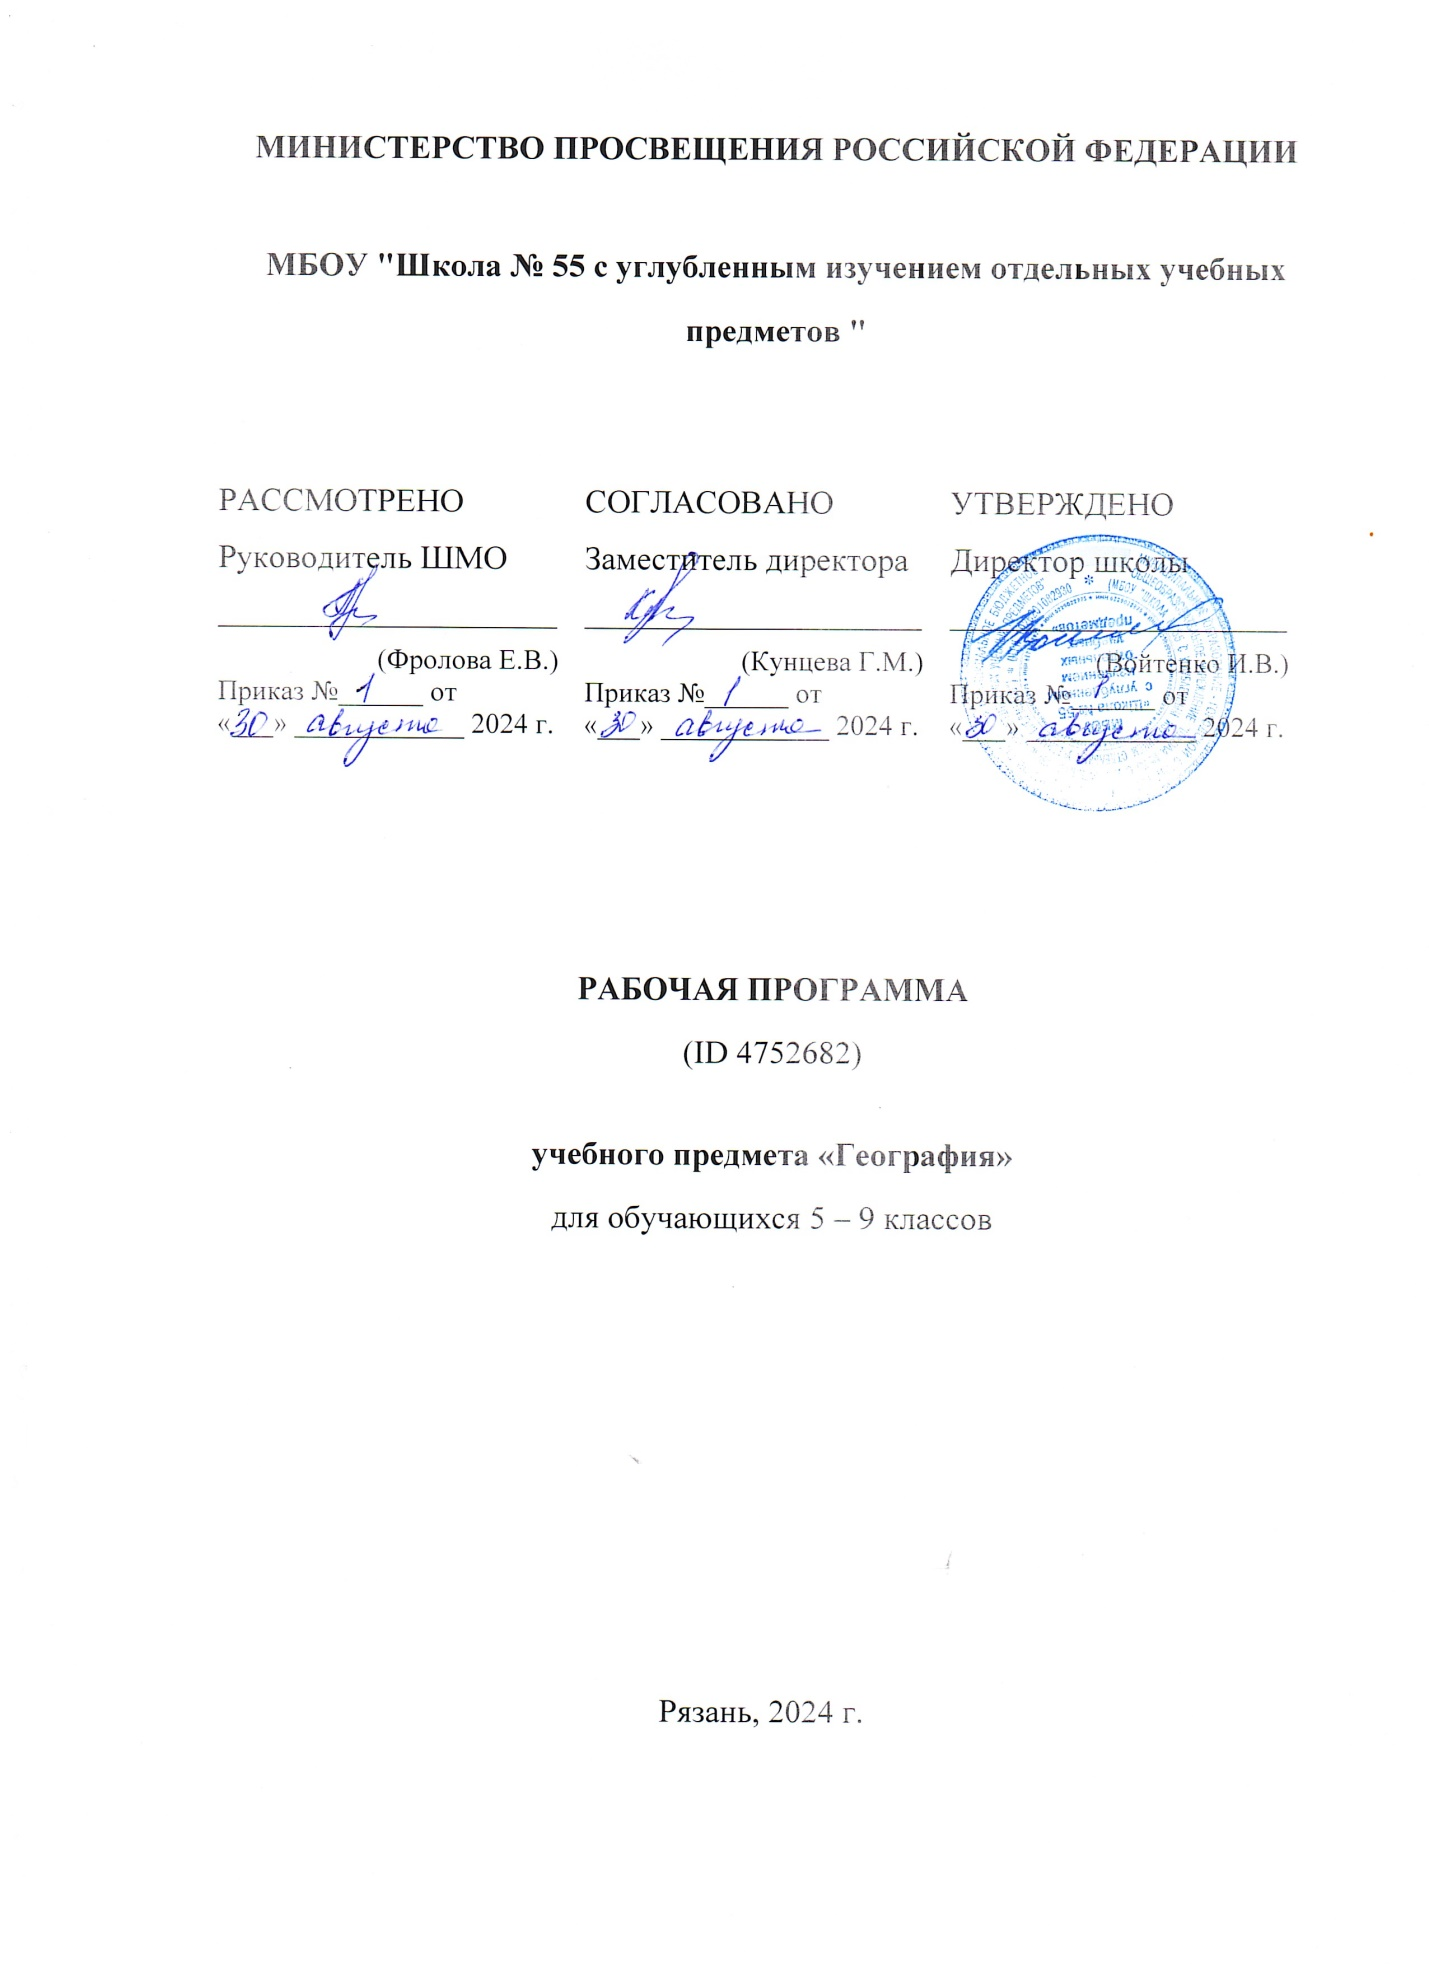 МИНИСТЕРСТВО ПРОСВЕЩЕНИЯ РОССИЙСКОЙ ФЕДЕРАЦИИ
МБОУ "Школа № 55 с углубленным изучением отдельных учебных
предметов "
РАССМОТРЕНО
Руководитель ШМО
(Фролова Е.В.)
Приказ № 1 от
«30» августа 2024 г.
СОГЛАСОВАНО
Заместитель директора
(Кунцева Г.М.)
Приказ № 1 от
«30» августа 2024 г.
УТВЕРЖДЕНО
Директор школы
(Войтенко И.В.)
Приказ № 1 от
«30» августа 2024 г.
РАБОЧАЯ ПРОГРАММА
(ID 4752682)
учебного предмета «География»
для обучающихся 5 – 9 классов
Рязань, 2024 г.